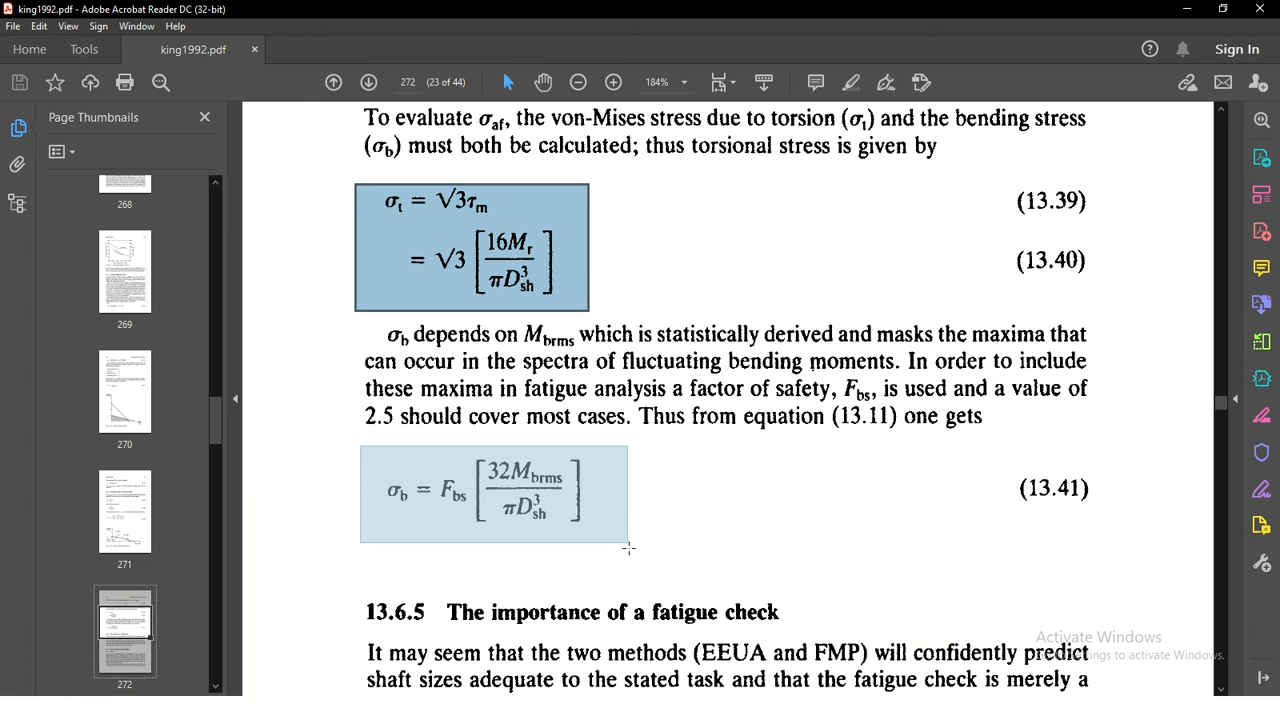 king1992.pdf - Adobe Acrobat Reader DC (32-bit)
File Edit View Sign Window Help
Home Tools king1992.pdf × Sign In
272 (23 of 44) 184%
Page Thumbnails
268
269
270
271
272
To evaluate σaf, the von-Mises stress due to torsion (σt) and the bending stress
(σb) must both be calculated; thus torsional stress is given by
σt = √3τm (13.39)
= √3 [16Mr / πD³sh] (13.40)
σb depends on Mbrms which is statistically derived and masks the maxima that
can occur in the spectra of fluctuating bending moments. In order to include
these maxima in fatigue analysis a factor of safety, Fbs, is used and a value of
2.5 should cover most cases. Thus from equation (13.11) one gets
σb = Fbs [32Mbrms / πD³sh] (13.41)
13.6.5 The importance of a fatigue check
It may seem that the two methods (EEUA and FMP) will confidently predict
shaft sizes adequate to the stated task and that the fatigue check is merely a
Activate Windows
ings to activate Windows.